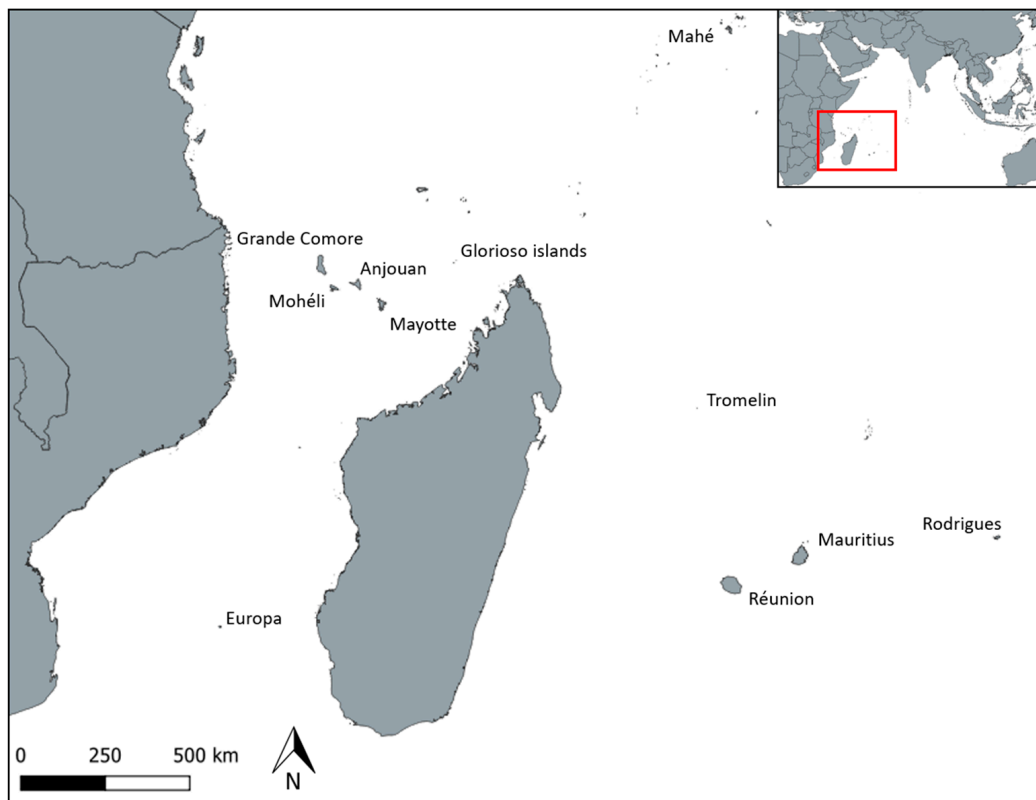 Mahé
Grande Comore
Glorioso islands
Anjouan
Mohéli
Mayotte
Tromelin
Rodrigues
Mauritius
Réunion
Europa
0 250 500 km
N